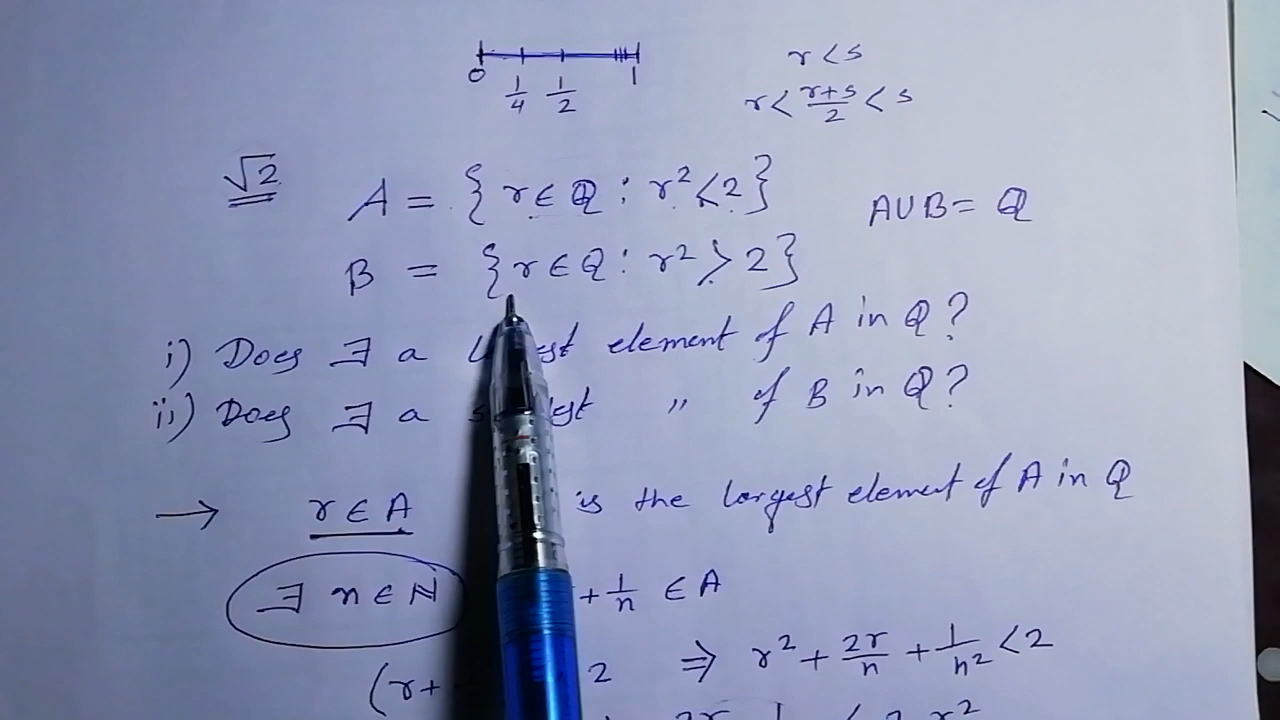 0 1/4 1/2 1
r < s
r < (r+s)/2 < s
√2
A = { r ∈ Q : r² < 2 }
A∪B = Q
B = { r ∈ Q : r² > 2 }
i) Does ∃ a element of A in Q?
ii) Does ∃ a " of B in Q?
→ r ∈ A is the largest element of A in Q
∃ n ∈ ℕ + 1/n ∈ A
(r+ 2 ⇒ r² + 2r/n + 1/n² < 2